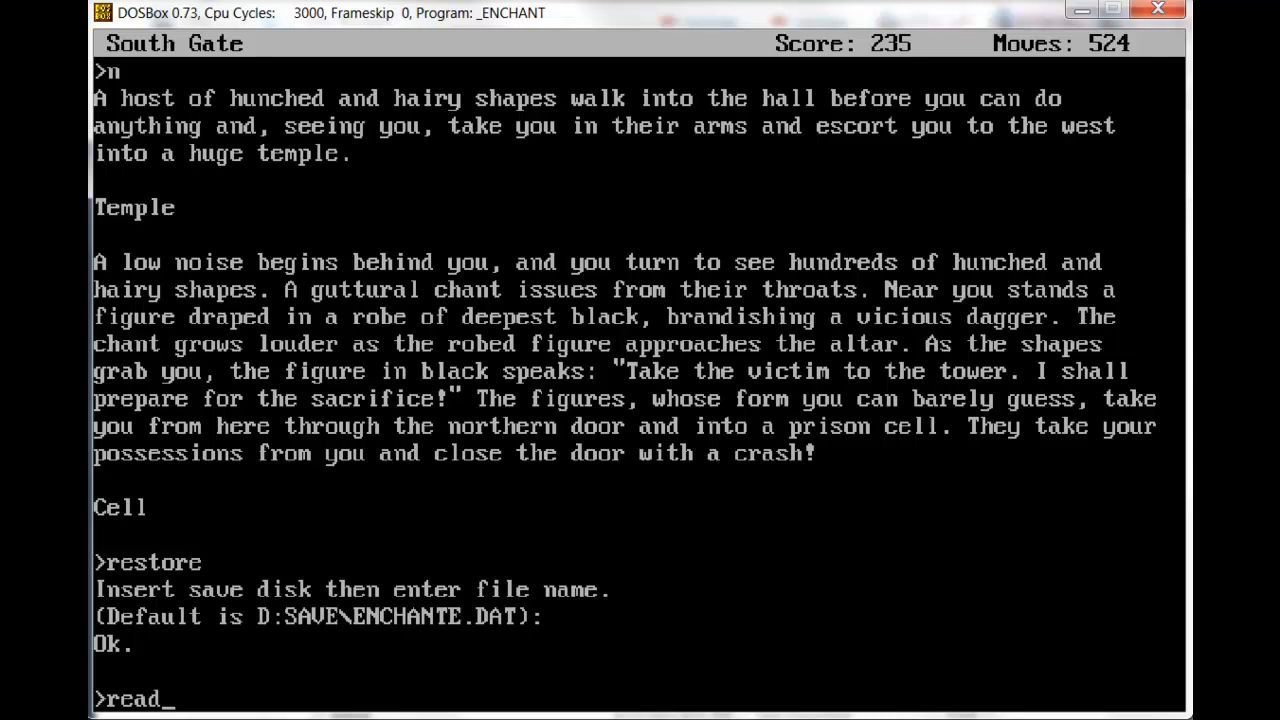 DOSBox 0.73, Cpu Cycles: 3000, Frameskip 0, Program: _ENCHANT
South Gate Score: 235 Moves: 524
>n
A host of hunched and hairy shapes walk into the hall before you can do
anything and, seeing you, take you in their arms and escort you to the west
into a huge temple.
Temple
A low noise begins behind you, and you turn to see hundreds of hunched and
hairy shapes. A guttural chant issues from their throats. Near you stands a
figure draped in a robe of deepest black, brandishing a vicious dagger. The
chant grows louder as the robed figure approaches the altar. As the shapes
grab you, the figure in black speaks: "Take the victim to the tower. I shall
prepare for the sacrifice!" The figures, whose form you can barely guess, take
you from here through the northern door and into a prison cell. They take your
possessions from you and close the door with a crash!
Cell
>restore
Insert save disk then enter file name.
(Default is D:SAVE\ENCHANTE.DAT):
Ok.
>read_